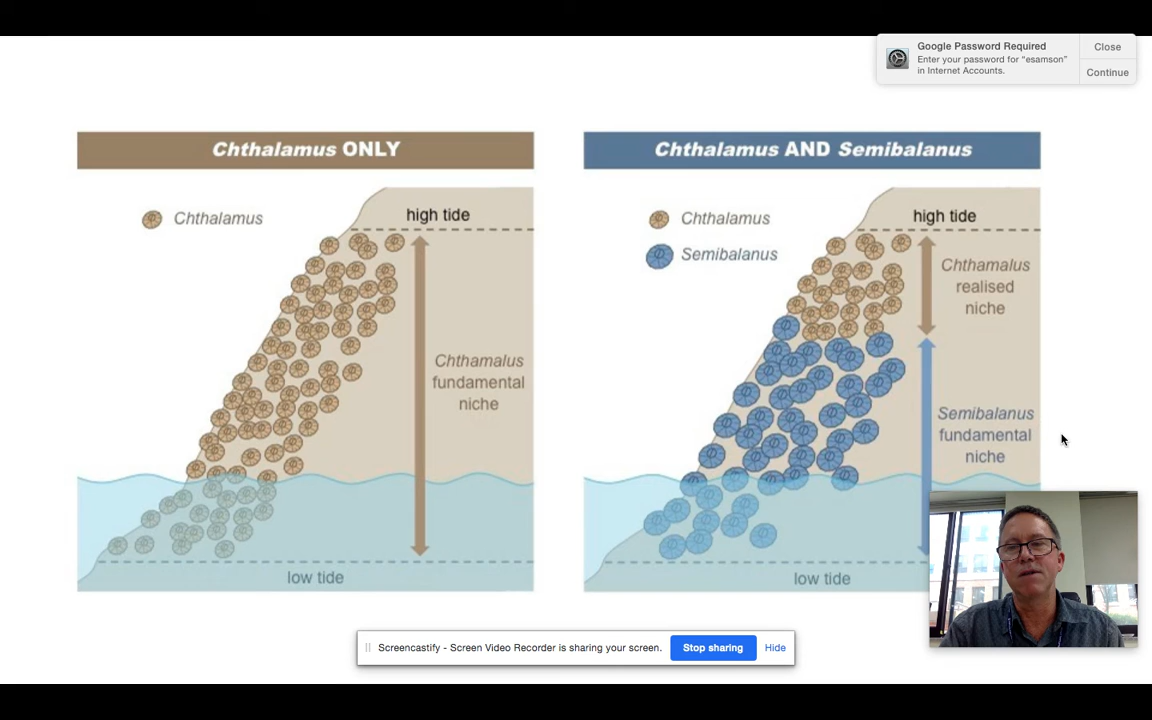 Google Password Required
Close
Enter your password for "esamson"
in Internet Accounts.
Continue
Chthalamus ONLY
Chthalamus
high tide
Chthamalus
fundamental
niche
low tide
Chthalamus AND Semibalanus
Chthalamus
Semibalanus
high tide
Chthamalus
realised
niche
Semibalanus
fundamental
niche
low tide
Screencastify - Screen Video Recorder is sharing your screen.
Stop sharing
Hide